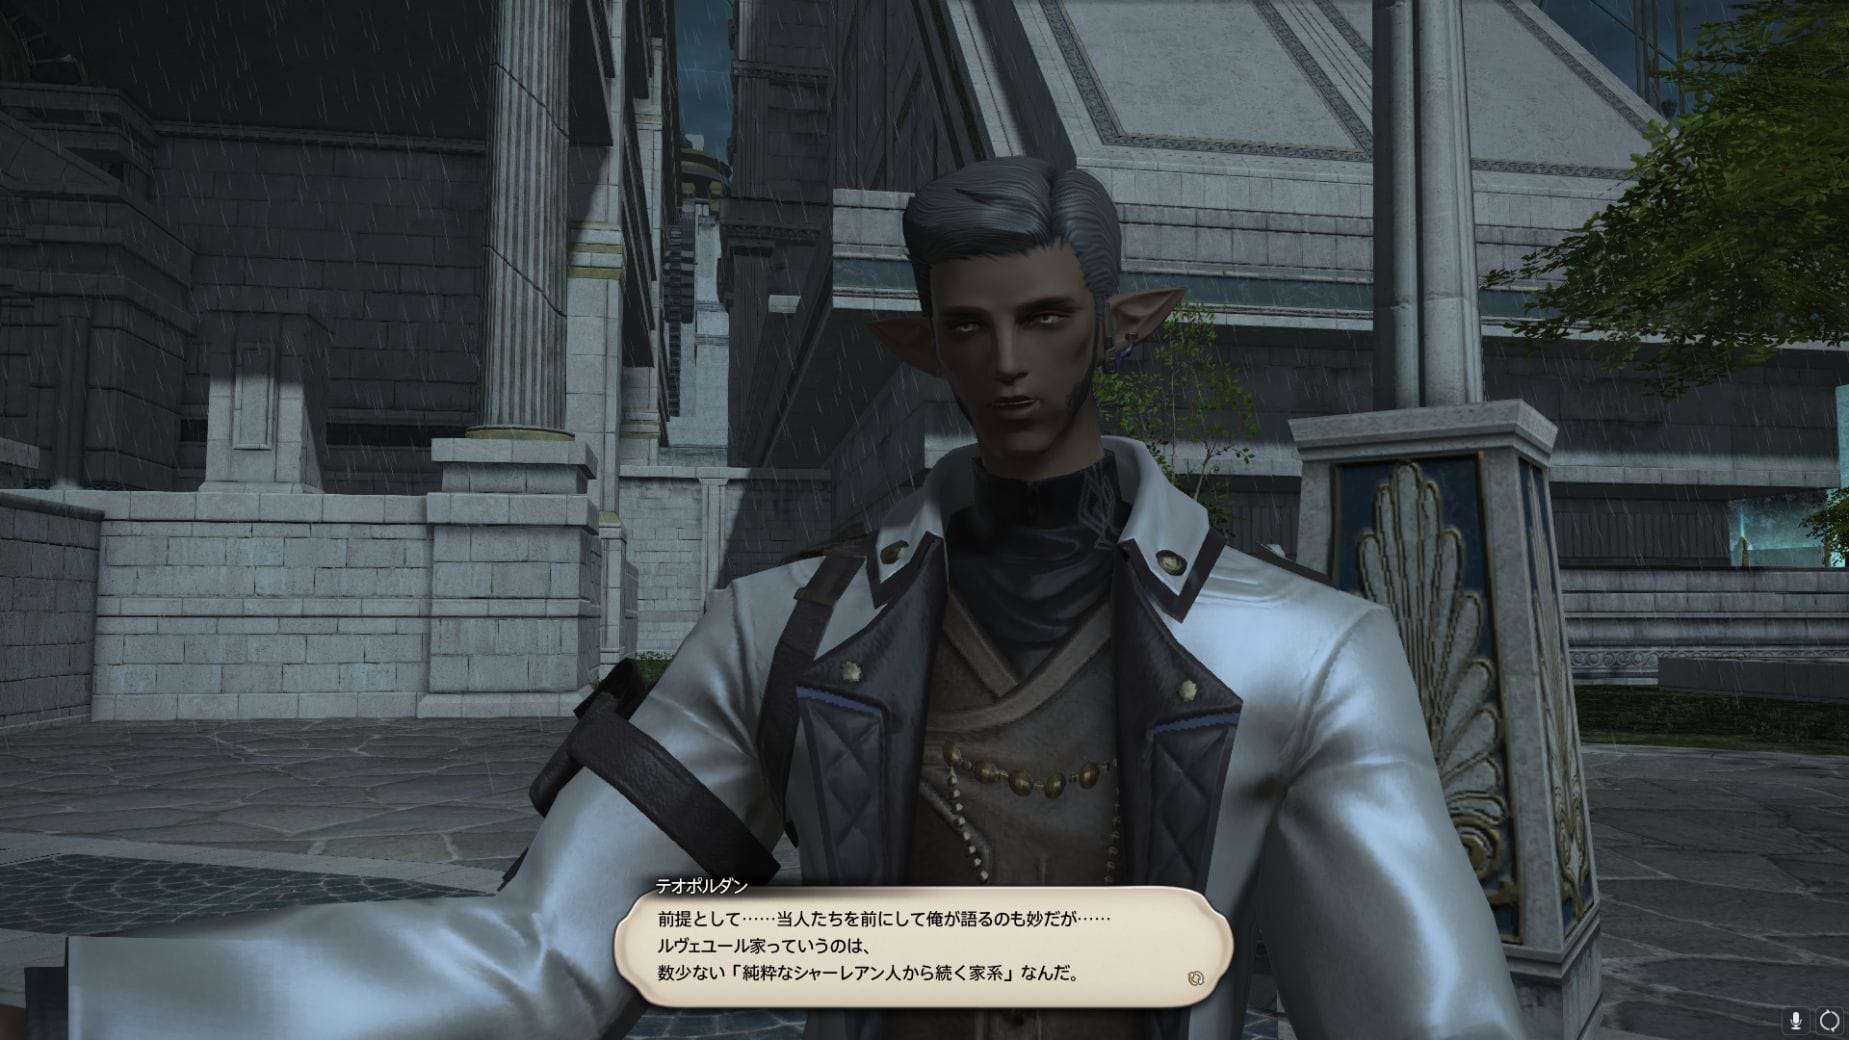 テオポルダン
前提として……当人たちを前にして俺が語るのも妙だが……
ルヴェユール家っていうのは、
数少ない「純粋なシャーレアン人から続く家系」なんだ。